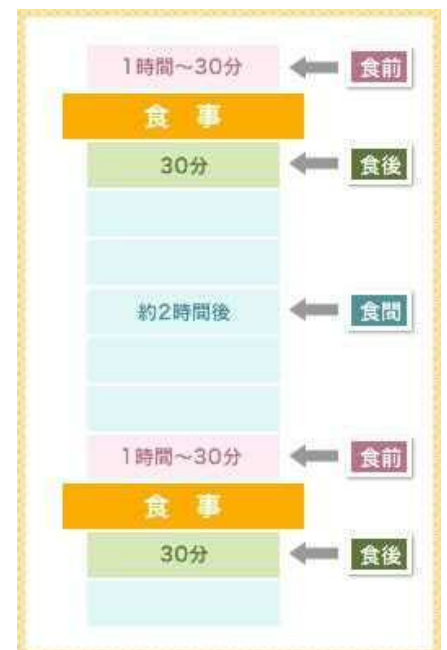 1時間～30分 食前
食事
30分 食後
約2時間後 食間
1時間～30分 食前
食事
30分 食後